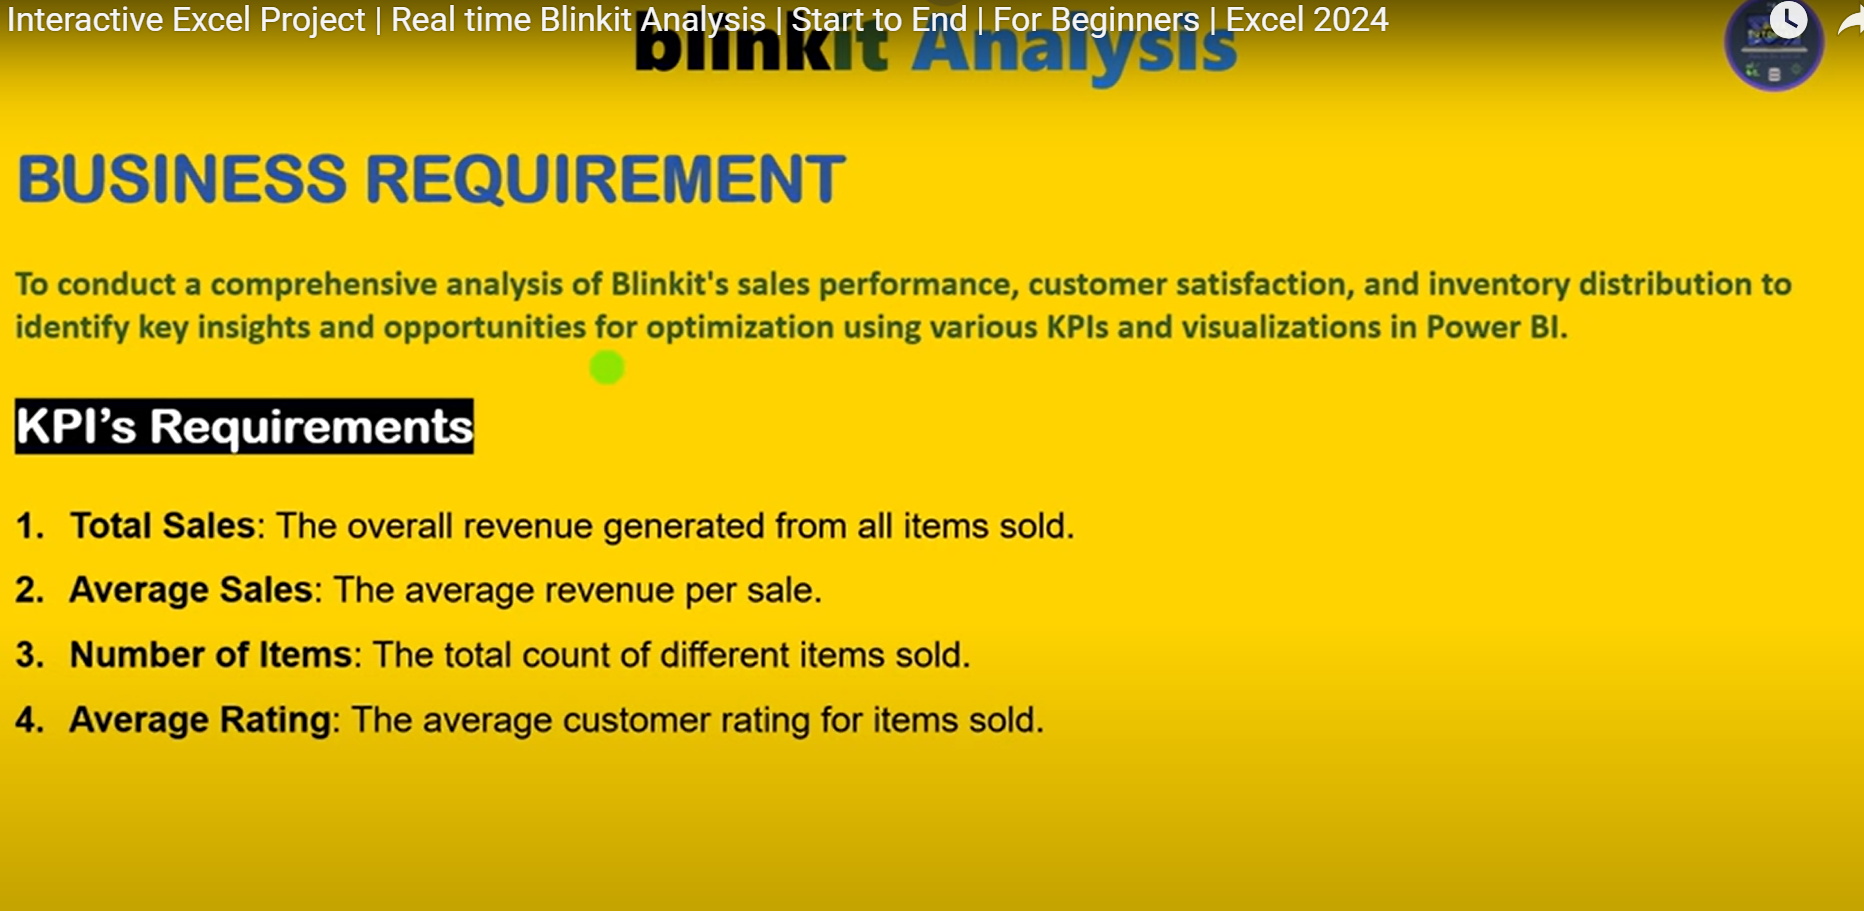 Interactive Excel Project | Real time Blinkit Analysis | Start to End | For Beginners | Excel 2024
blinkit Analysis
BUSINESS REQUIREMENT
To conduct a comprehensive analysis of Blinkit's sales performance, customer satisfaction, and inventory distribution to
identify key insights and opportunities for optimization using various KPIs and visualizations in Power BI.
KPI’s Requirements
1. Total Sales: The overall revenue generated from all items sold.
2. Average Sales: The average revenue per sale.
3. Number of Items: The total count of different items sold.
4. Average Rating: The average customer rating for items sold.